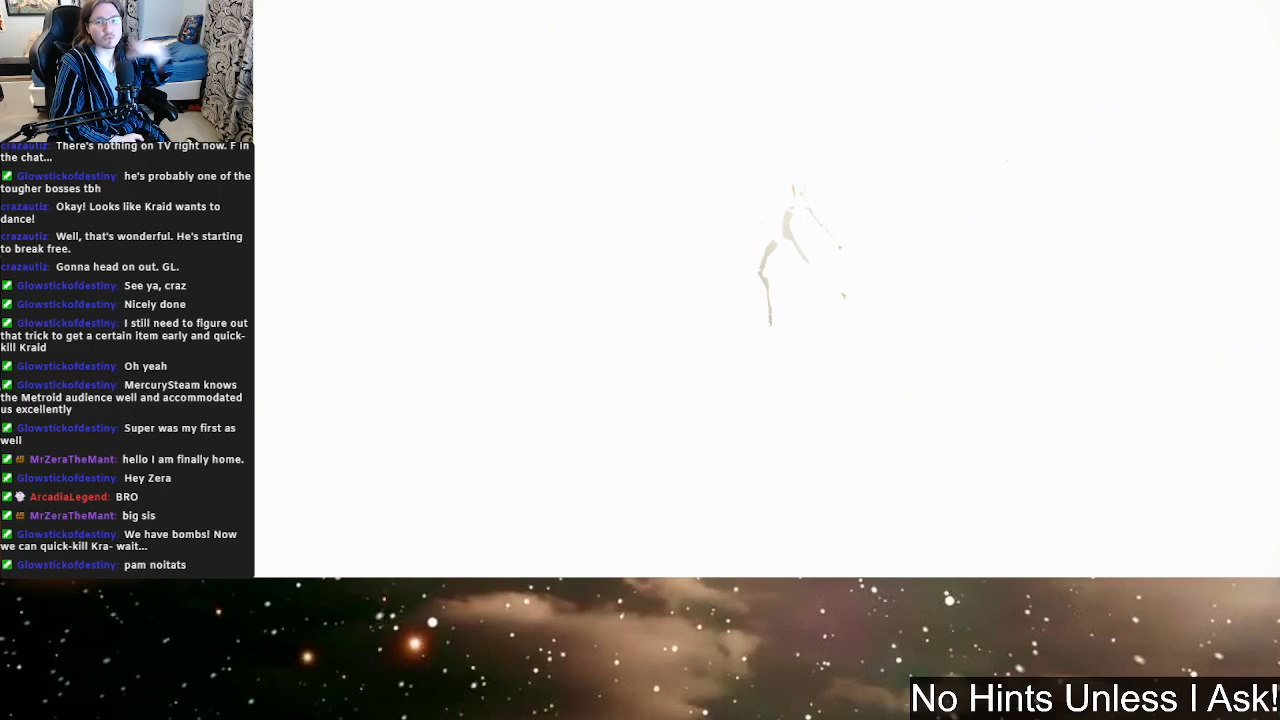 crazautiz: There's nothing on TV right now. F in
the chat...
Glowstickofdestiny: he's probably one of the
tougher bosses tbh
crazautiz: Okay! Looks like Kraid wants to
dance!
crazautiz: Well, that's wonderful. He's starting
to break free.
crazautiz: Gonna head on out. GL.
Glowstickofdestiny: See ya, craz
Glowstickofdestiny: Nicely done
Glowstickofdestiny: I still need to figure out
that trick to get a certain item early and quick-
kill Kraid
Glowstickofdestiny: Oh yeah
Glowstickofdestiny: MercurySteam knows
the Metroid audience well and accommodated
us excellently
Glowstickofdestiny: Super was my first as
well
MrZeraTheMant: hello I am finally home.
Glowstickofdestiny: Hey Zera
ArcadiaLegend: BRO
MrZeraTheMant: big sis
Glowstickofdestiny: We have bombs! Now
we can quick-kill Kra- wait...
Glowstickofdestiny: pam noitats
No Hints Unless I Ask!